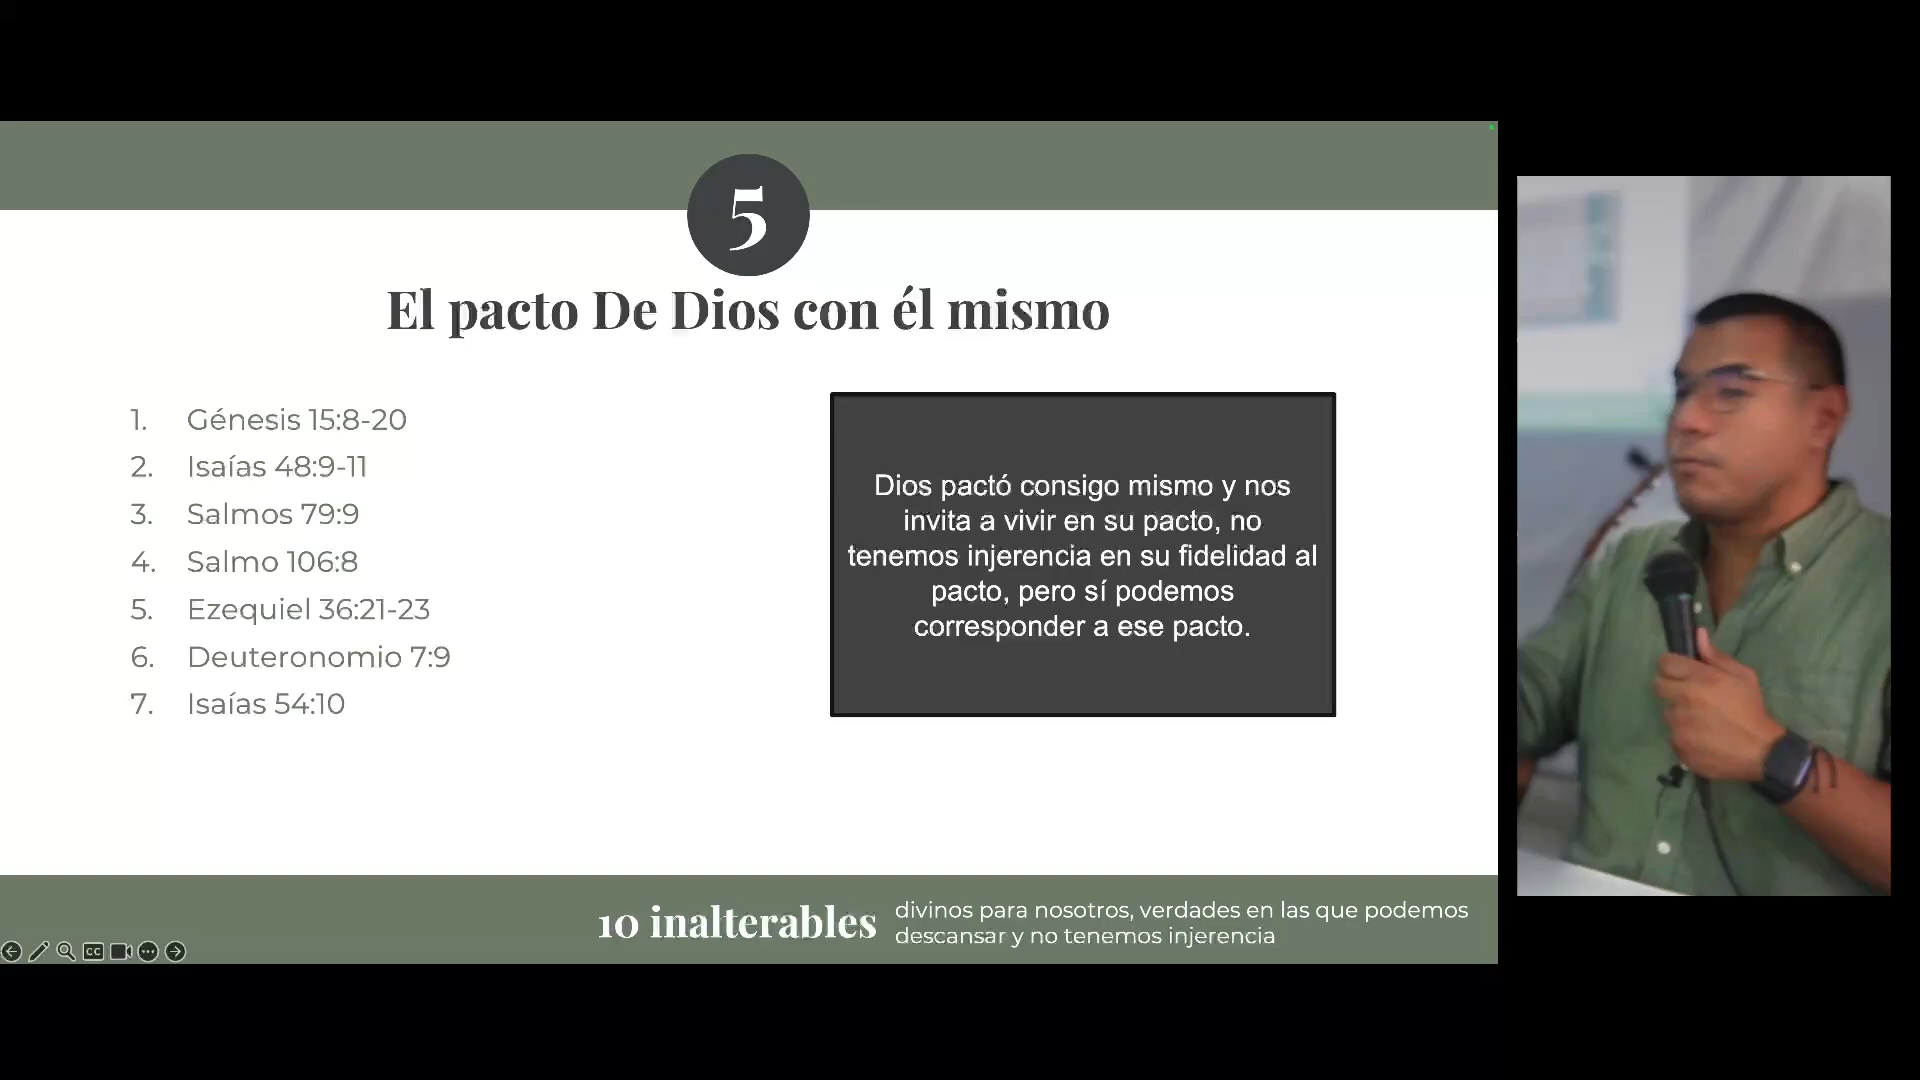 5
El pacto De Dios con él mismo
1. Génesis 15:8-20
2. Isaías 48:9-11
3. Salmos 79:9
4. Salmo 106:8
5. Ezequiel 36:21-23
6. Deuteronomio 7:9
7. Isaías 54:10
Dios pactó consigo mismo y nos
invita a vivir en su pacto, no
tenemos injerencia en su fidelidad al
pacto, pero sí podemos
corresponder a ese pacto.
10 inalterables
divinos para nosotros, verdades en las que podemos
descansar y no tenemos injerencia
CC